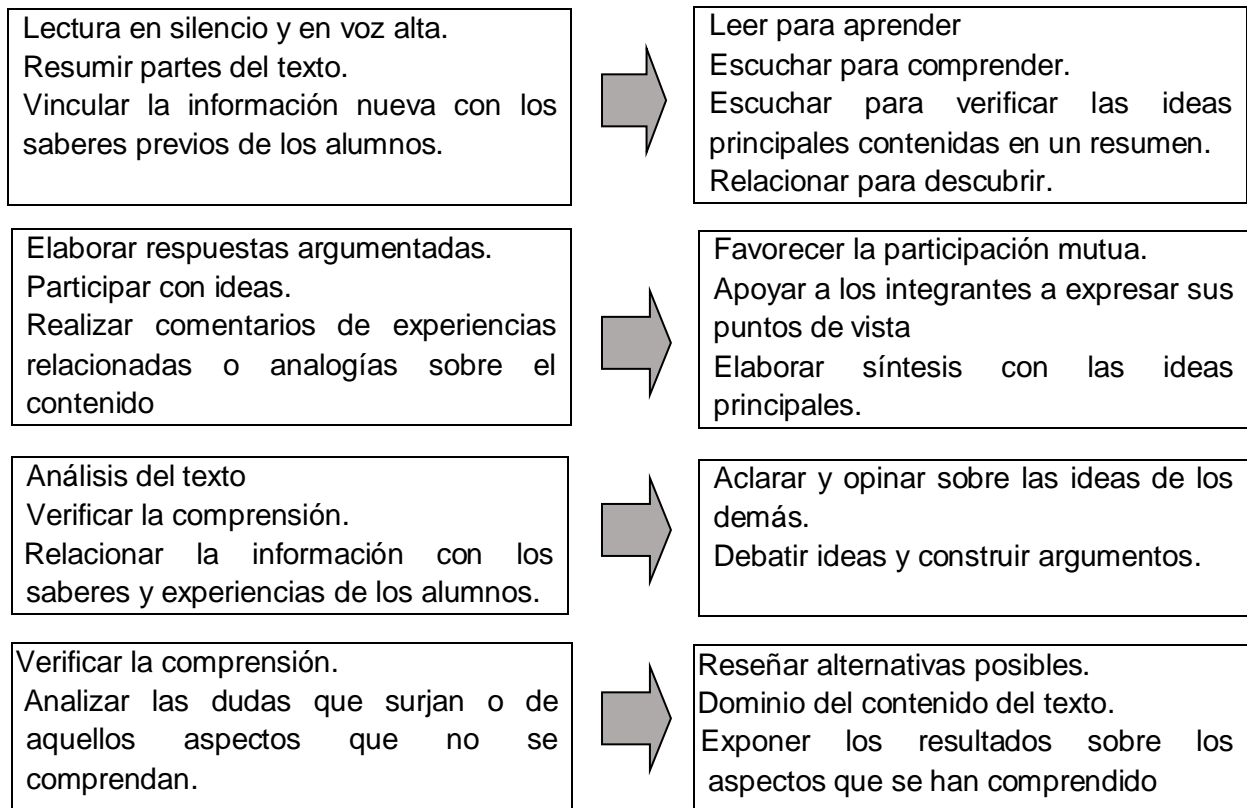 Lectura en silencio y en voz alta.
Resumir partes del texto.
Vincular la información nueva con los
saberes previos de los alumnos.
Leer para aprender
Escuchar para comprender.
Escuchar para verificar las ideas
principales contenidas en un resumen.
Relacionar para descubrir.
Elaborar respuestas argumentadas.
Participar con ideas.
Realizar comentarios de experiencias
relacionadas o analogías sobre el
contenido
Favorecer la participación mutua.
Apoyar a los integrantes a expresar sus
puntos de vista
Elaborar síntesis con las ideas
principales.
Análisis del texto
Verificar la comprensión.
Relacionar la información con los
saberes y experiencias de los alumnos.
Aclarar y opinar sobre las ideas de los
demás.
Debatir ideas y construir argumentos.
Verificar la comprensión.
Analizar las dudas que surjan o de
aquellos aspectos que no se
comprendan.
Reseñar alternativas posibles.
Dominio del contenido del texto.
Exponer los resultados sobre los
aspectos que se han comprendido